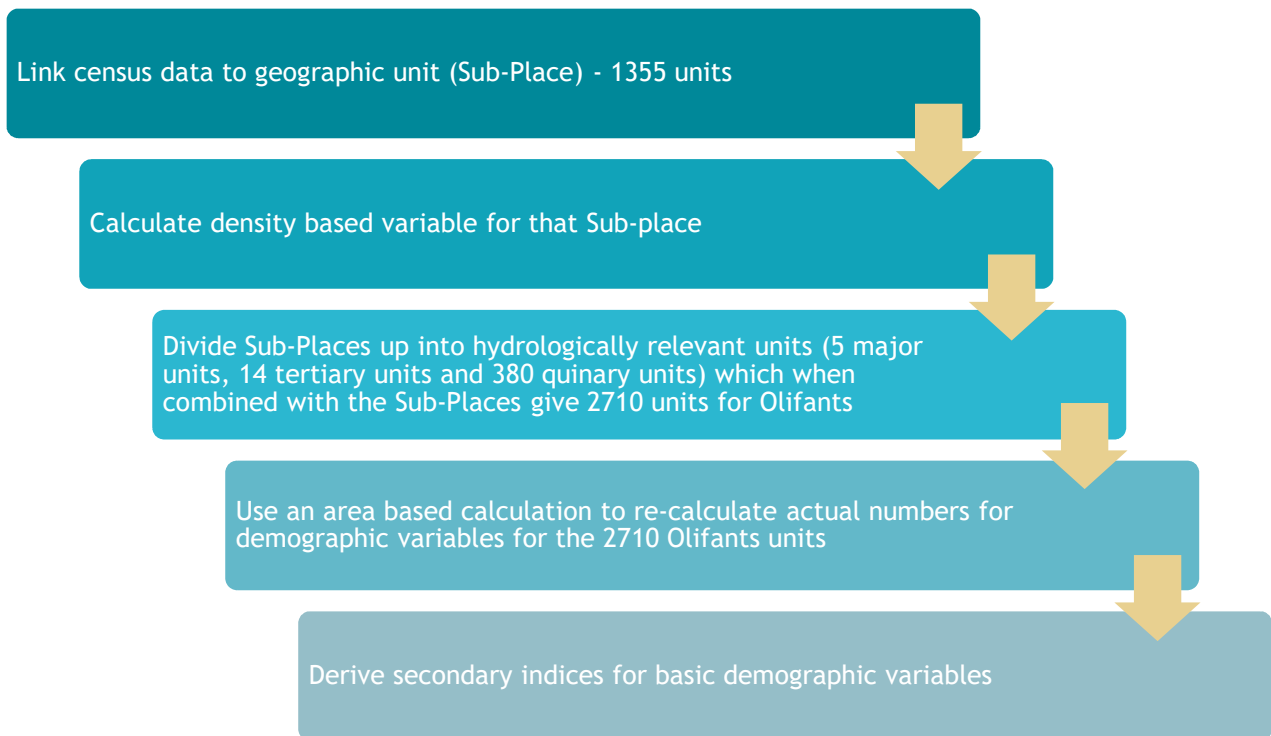 Link census data to geographic unit (Sub-Place) - 1355 units
Calculate density based variable for that Sub-place
Divide Sub-Places up into hydrologically relevant units (5 major
units, 14 tertiary units and 380 quinary units) which when
combined with the Sub-Places give 2710 units for Olifants
Use an area based calculation to re-calculate actual numbers for
demographic variables for the 2710 Olifants units
Derive secondary indices for basic demographic variables